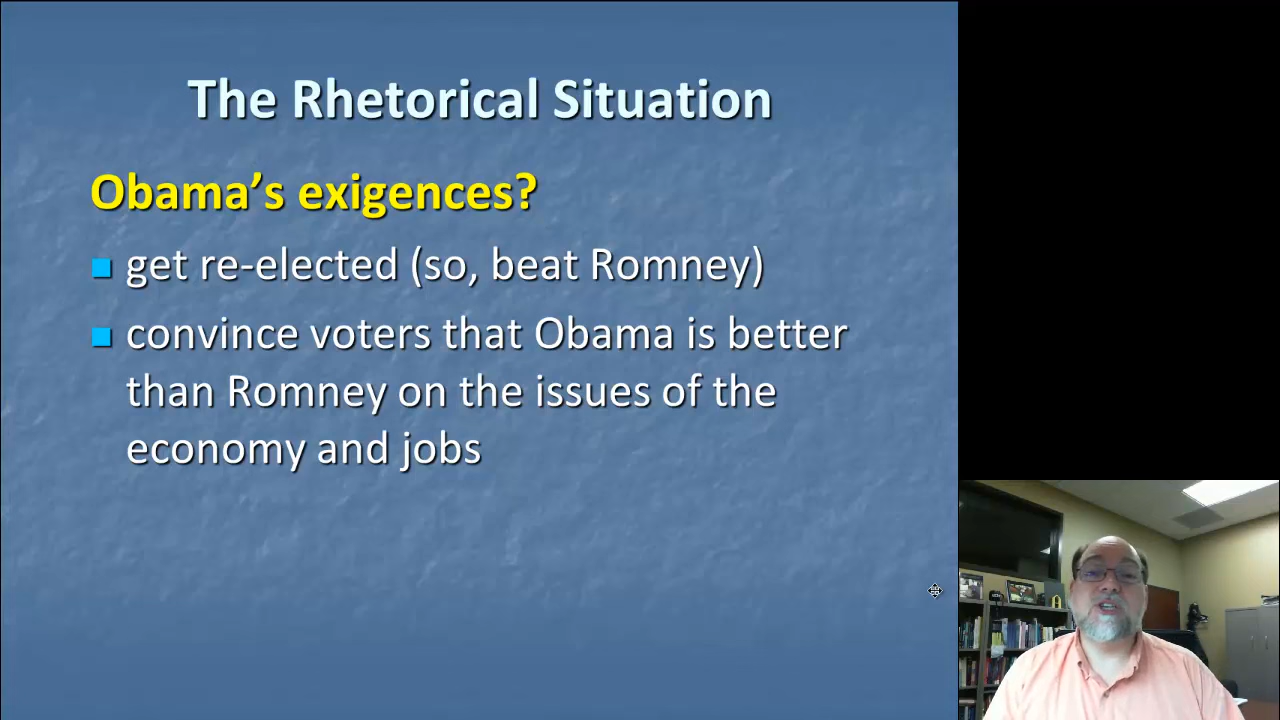 The Rhetorical Situation
Obama’s exigences?
get re-elected (so, beat Romney)
convince voters that Obama is better
than Romney on the issues of the
economy and jobs